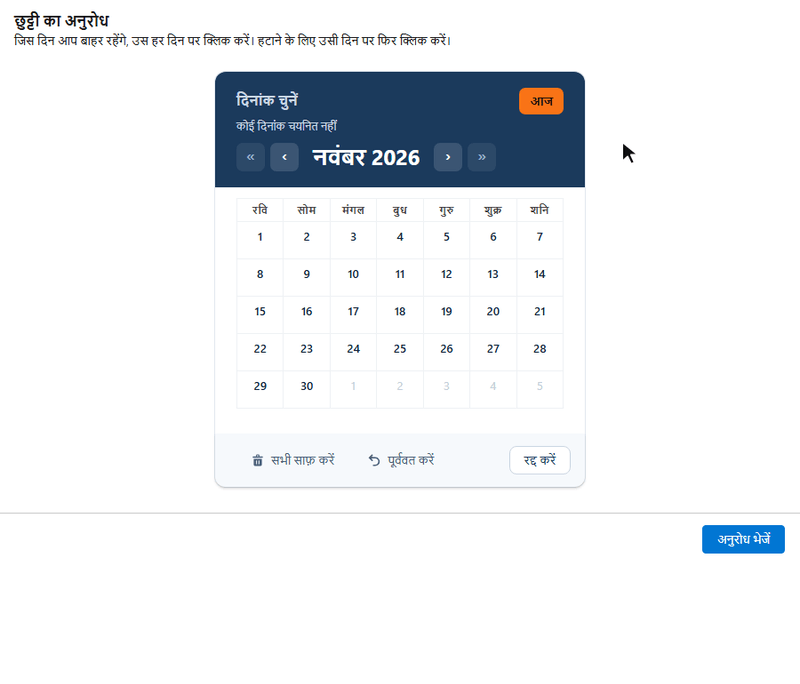 छुट्टी का अनुरोध
जिस दिन आप बाहर रहेंगे, उस हर दिन पर क्लिक करें। हटाने के लिए उसी दिन पर फिर क्लिक करें।
दिनांक चुनें
आज
कोई दिनांक चयनित नहीं
« ‹ नवंबर 2026 › »
रवि सोम मंगल बुध गुरु शुक्र शनि
1 2 3 4 5 6 7
8 9 10 11 12 13 14
15 16 17 18 19 20 21
22 23 24 25 26 27 28
29 30 1 2 3 4 5
सभी साफ़ करें पूर्ववत करें रद्द करें
अनुरोध भेजें